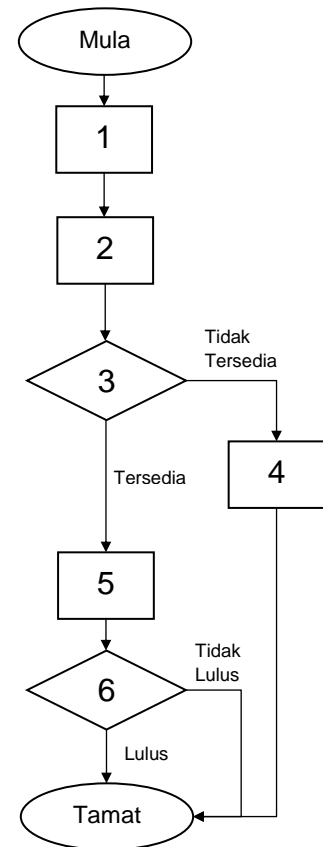 Mula
1
2
3
Tidak
Tersedia
4
Tersedia
5
Tidak
Lulus
6
Lulus
Tamat